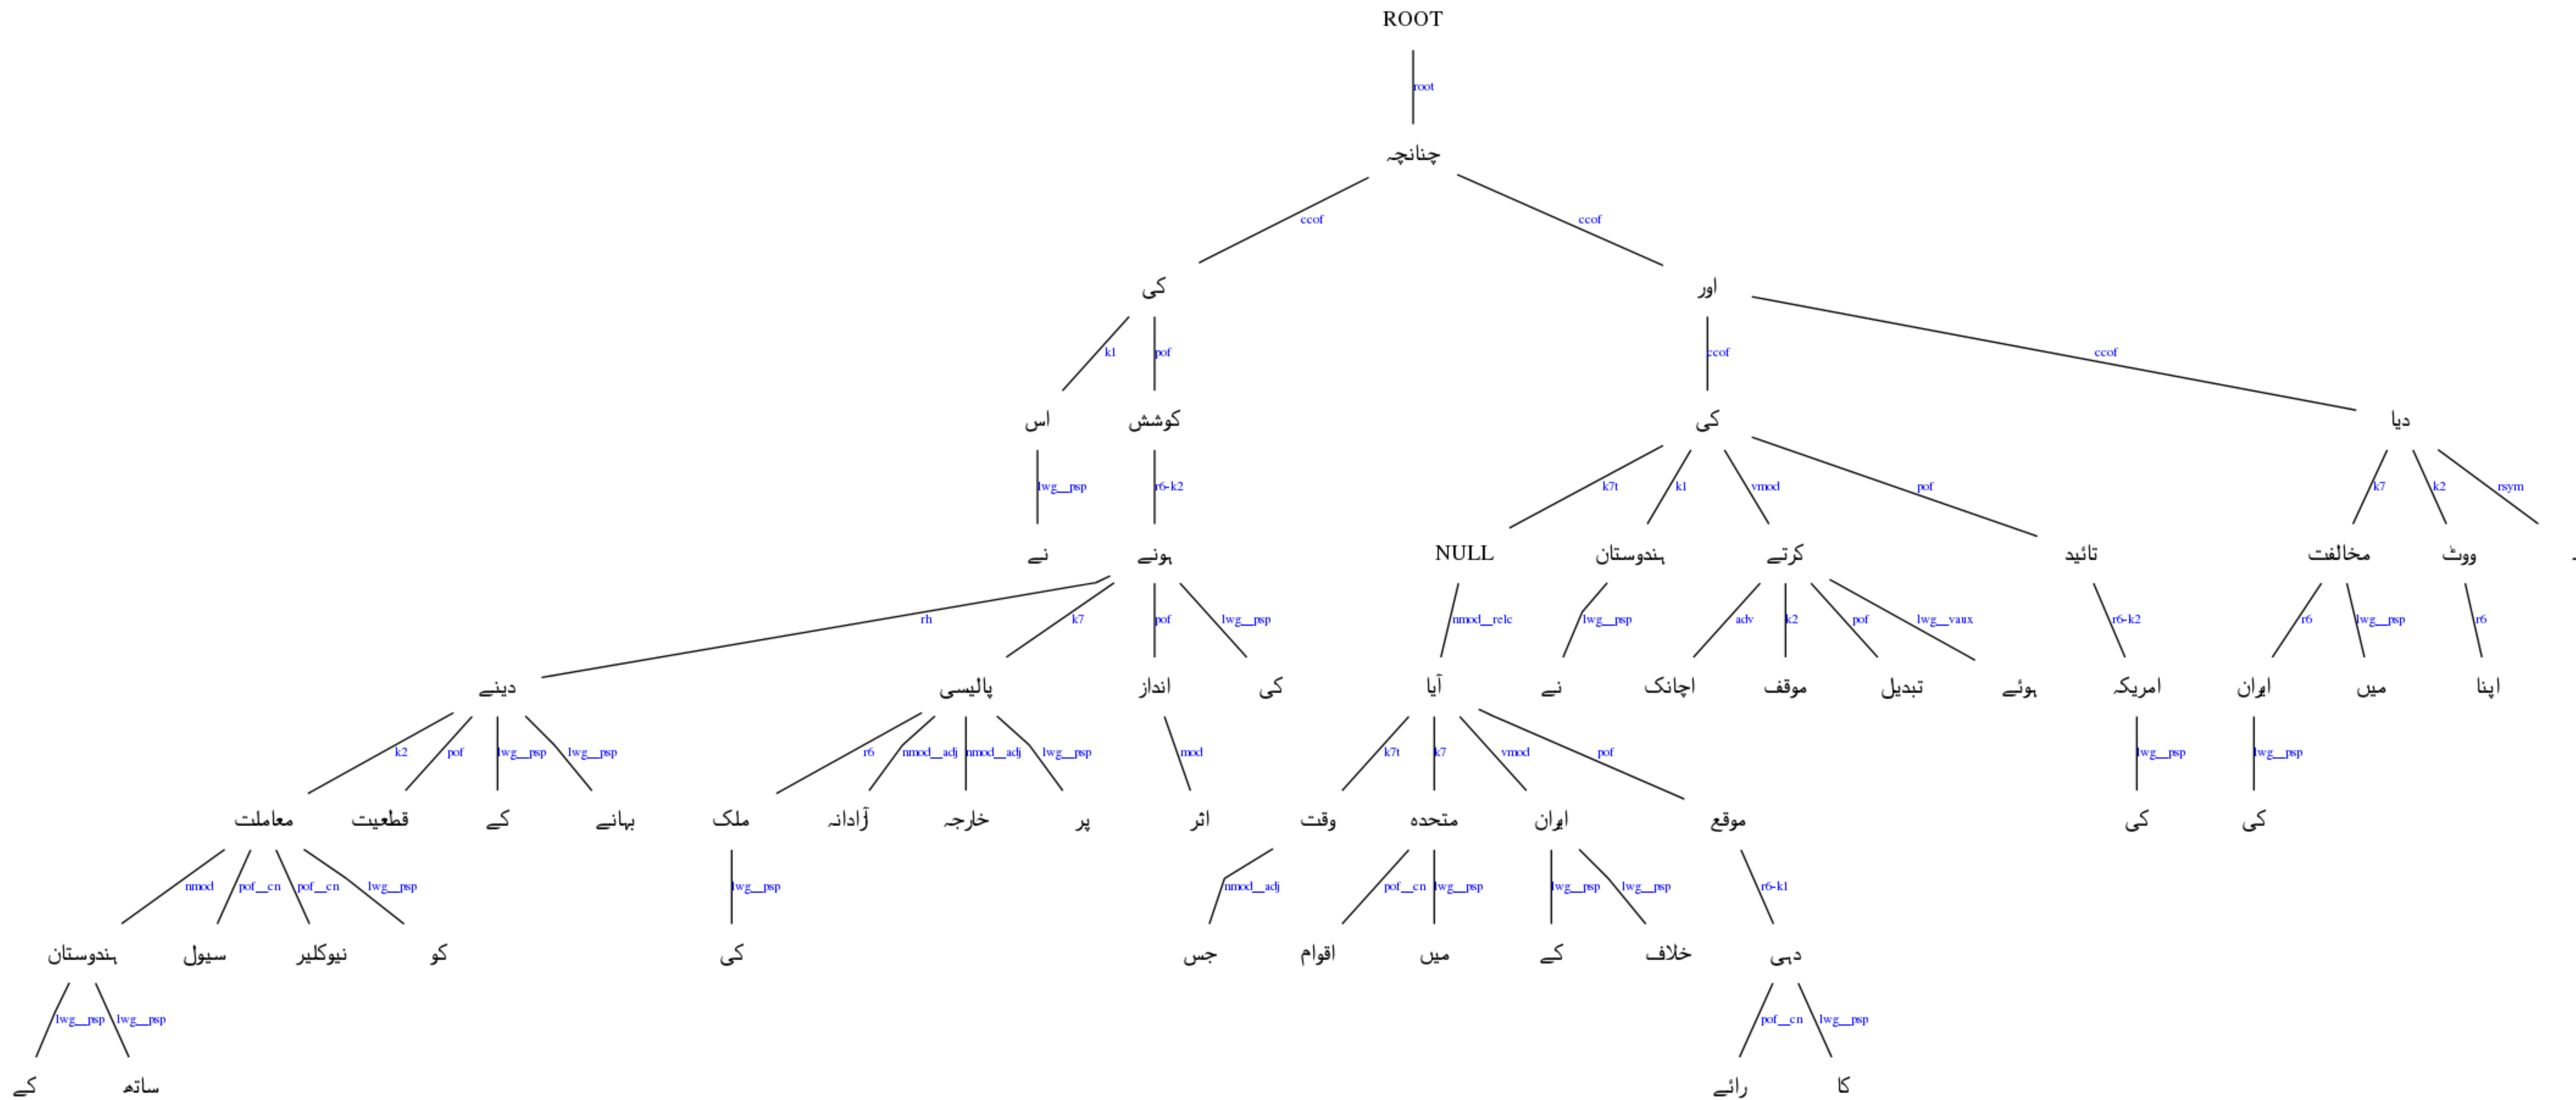 ROOT
root
چنانچہ
ccof ccof
کی اور
k1 pof ccof ccof
اس کوشش کی دیا
lwg__psp r6-k2 k7t k1 vmod pof k7 k2 rsym
نے ہونے NULL ہندوستان کرتے تائید مخالفت ووٹ
rh k7 pof lwg__psp nmod__relc lwg__psp adv k2 pof lwg__vaux r6-k2 r6 lwg__psp r6
دینے پالیسی انداز کی آیا نے اچانک موقف تبدیل ہوئے امریکہ ایران میں اپنا
k2 pof lwg__psp lwg__psp r6 nmod__adj nmod__adj lwg__psp mod k7t k7 vmod pof lwg__psp lwg__psp
معاملت قطعیت کے بہانے ملک آزادانہ خارجہ پر اثر وقت متحدہ ایران موقع کی کی
nmod pof__cn pof__cn lwg__psp lwg__psp nmod__adj pof__cn lwg__psp lwg__psp lwg__psp r6-k1
ہندوستان سیول نیوکلیر کو کی جس اقوام میں کے خلاف دہی
lwg__psp lwg__psp pof__cn lwg__psp
کے ساتھ رائے کا